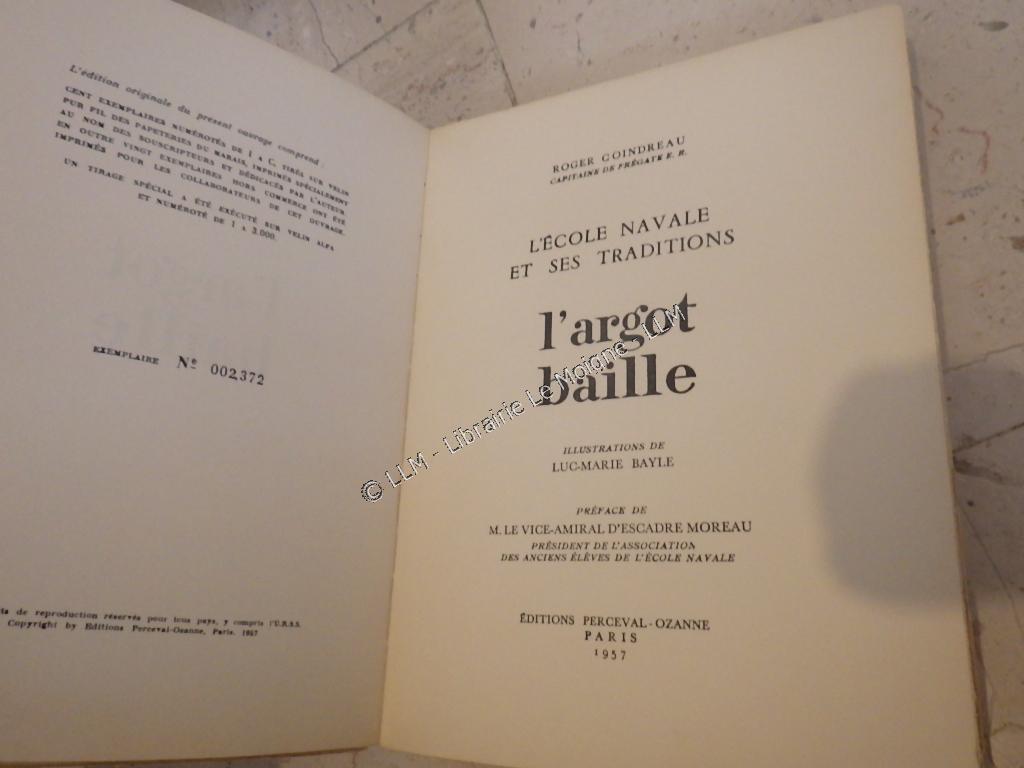 L'édition originale du présent ouvrage comprend :
CENT EXEMPLAIRES NUMÉROTÉS DE I A C, TIRÉS SUR VELIN
PUR FIL DES PAPETERIES DU MARAIS, IMPRIMÉS SPÉCIALEMENT
AU NOM DES SOUSCRIPTEURS ET DÉDICACÉS PAR L'AUTEUR.
EN OUTRE VINGT EXEMPLAIRES HORS COMMERCE ONT ÉTÉ
IMPRIMÉS POUR LES COLLABORATEURS DE CET OUVRAGE.
UN TIRAGE SPÉCIAL A ÉTÉ EXÉCUTÉ SUR VELIN ALFA
ET NUMÉROTÉ DE 1 A 3.000.
EXEMPLAIRE No 002,372
de reproduction réservés pour tous pays, y compris l'U.R.S.S.
Copyright by Editions Perceval-Ozanne, Paris. 1957
ROGER COINDREAU
CAPITAINE DE FRÉGATE E. R.
L'ÉCOLE NAVALE
ET SES TRADITIONS
l'argot
baille
ILLUSTRATIONS DE
LUC-MARIE BAYLE
PRÉFACE DE
M. LE VICE-AMIRAL D'ESCADRE MOREAU
PRÉSIDENT DE L'ASSOCIATION
DES ANCIENS ÉLÈVES DE L'ÉCOLE NAVALE
ÉDITIONS PERCEVAL-OZANNE
PARIS
1957
© LLM - Librairie Le Moigne - LLM